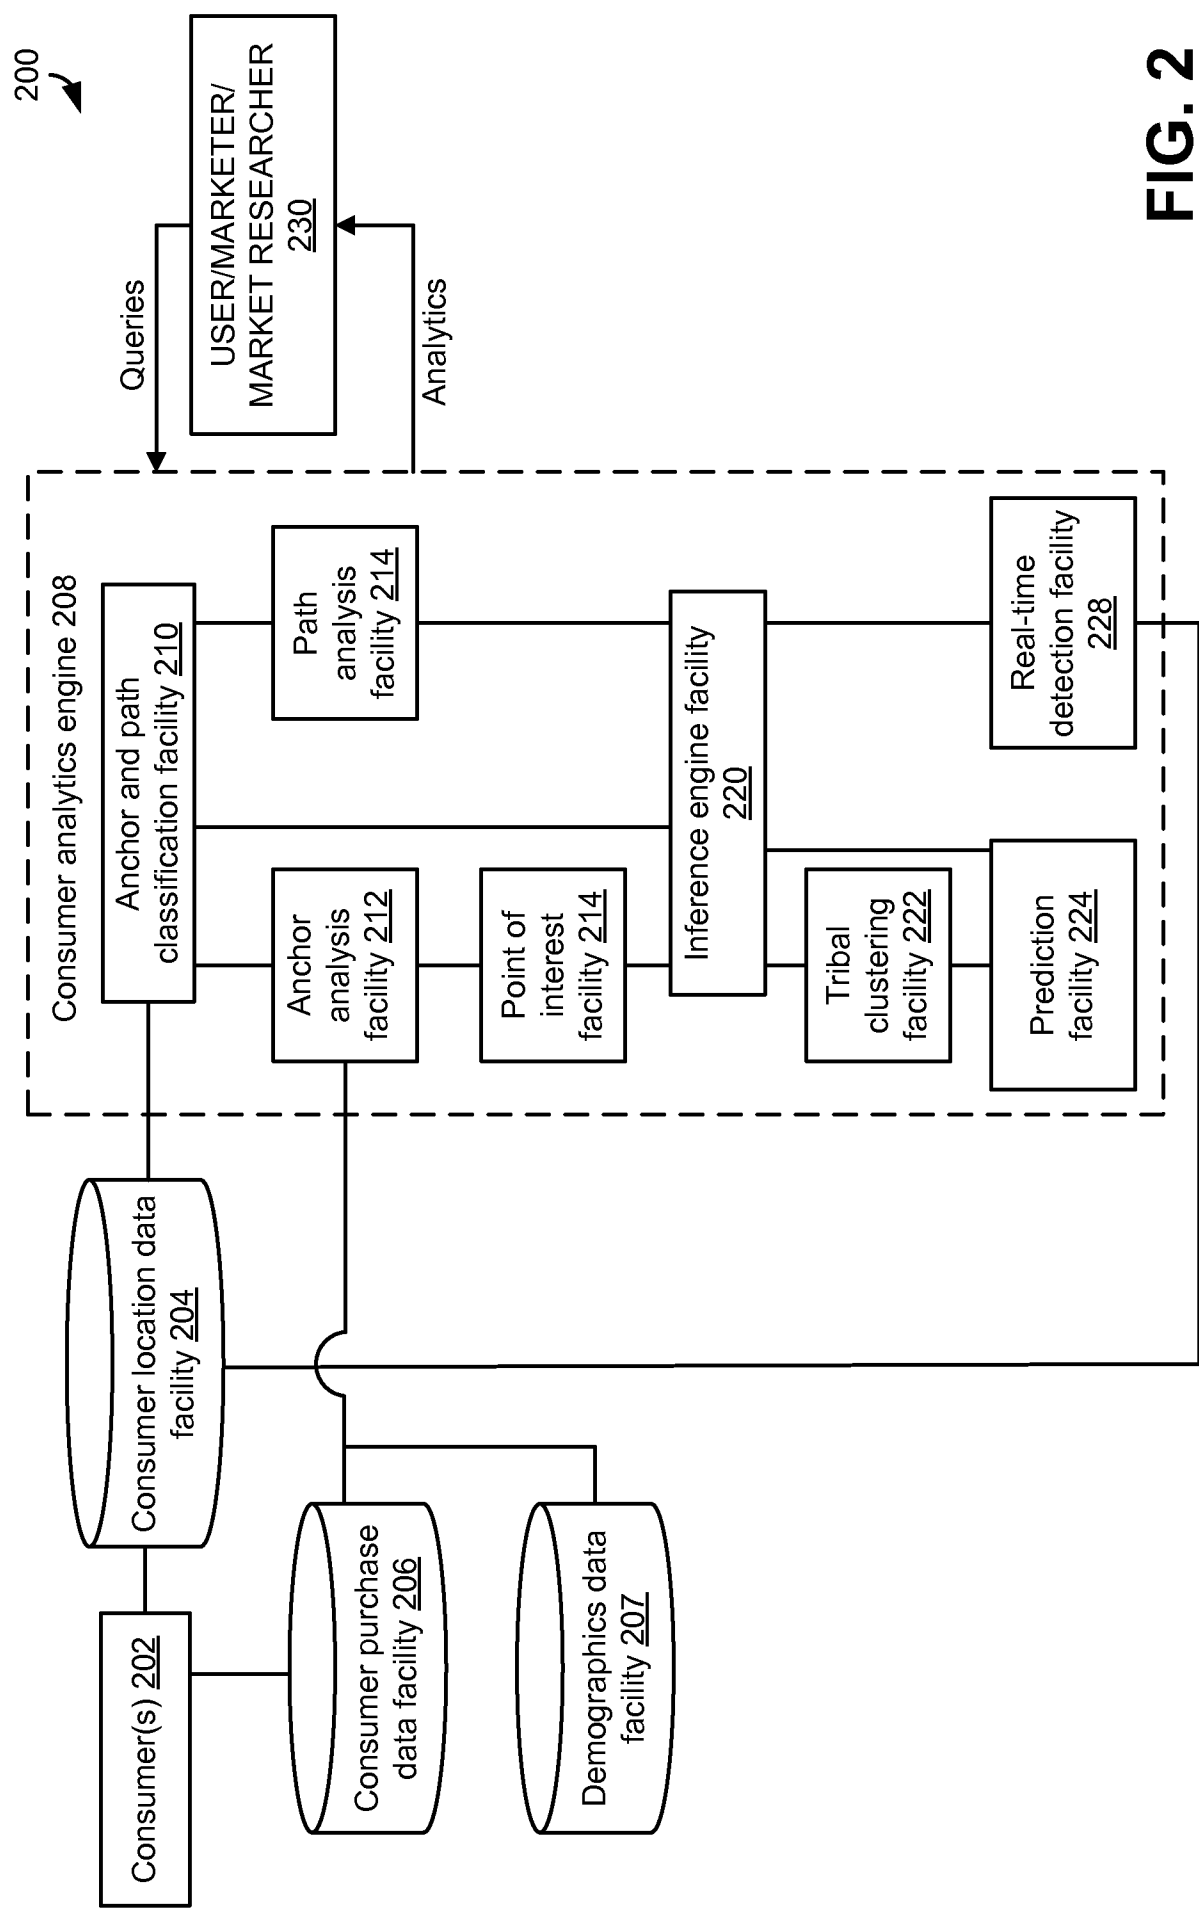 200
Consumer(s) 202
Consumer location data
facility 204
Consumer purchase
data facility 206
Demographics data
facility 207
Consumer analytics engine 208
Anchor and path
classification facility 210
Anchor
analysis
facility 212
Path
analysis
facility 214
Point of
interest
facility 214
Inference engine facility
220
Tribal
clustering
facility 222
Prediction
facility 224
Real-time
detection facility
228
Queries
USER/MARKETER/
MARKET RESEARCHER
230
Analytics
FIG. 2